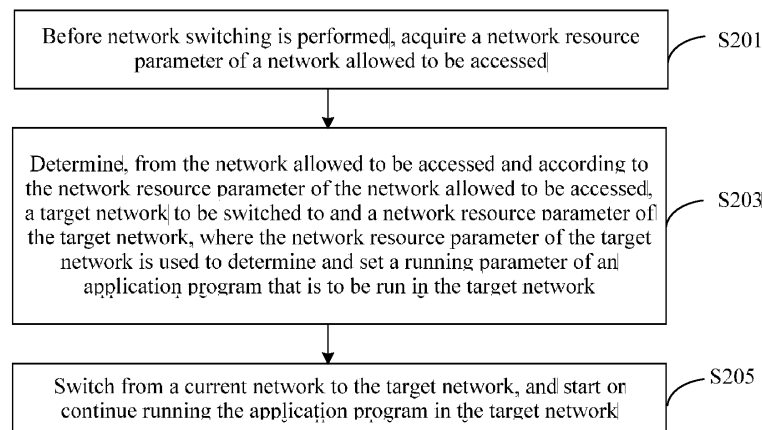 Before network switching is performed, acquire a network resource
parameter of a network allowed to be accessed
S201
Determine, from the network allowed to be accessed and according to
the network resource parameter of the network allowed to be accessed,
a target network to be switched to and a network resource parameter of
the target network, where the network resource parameter of the target
network is used to determine and set a running parameter of an
application program that is to be run in the target network
S203
Switch from a current network to the target network, and start or
continue running the application program in the target network
S205